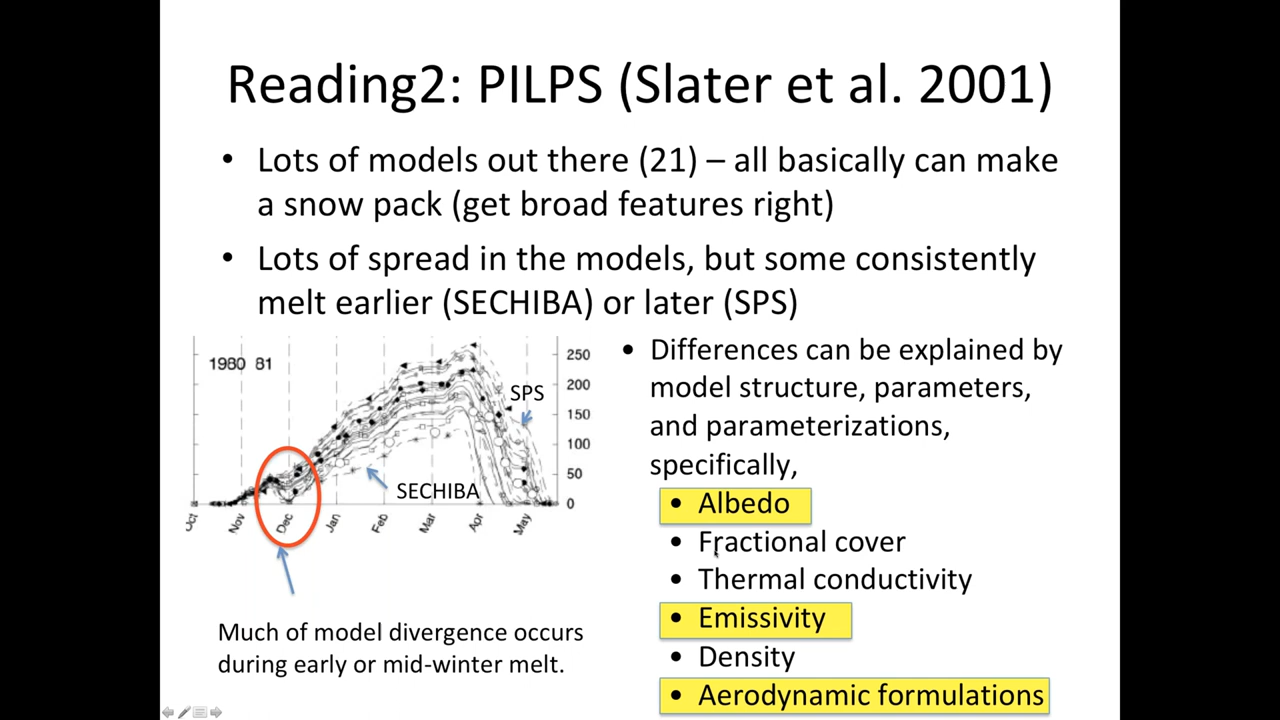 Reading2: PILPS (Slater et al. 2001)
• Lots of models out there (21) – all basically can make
a snow pack (get broad features right)
• Lots of spread in the models, but some consistently
melt earlier (SECHIBA) or later (SPS)
1980 81
250
200
150
100
50
0
SPS
SECHIBA
Oct
Nov
Dec
Jan
Feb
Mar
Apr
May
Much of model divergence occurs
during early or mid-winter melt.
• Differences can be explained by
model structure, parameters,
and parameterizations,
specifically,
• Albedo
• Fractional cover
• Thermal conductivity
• Emissivity
• Density
• Aerodynamic formulations